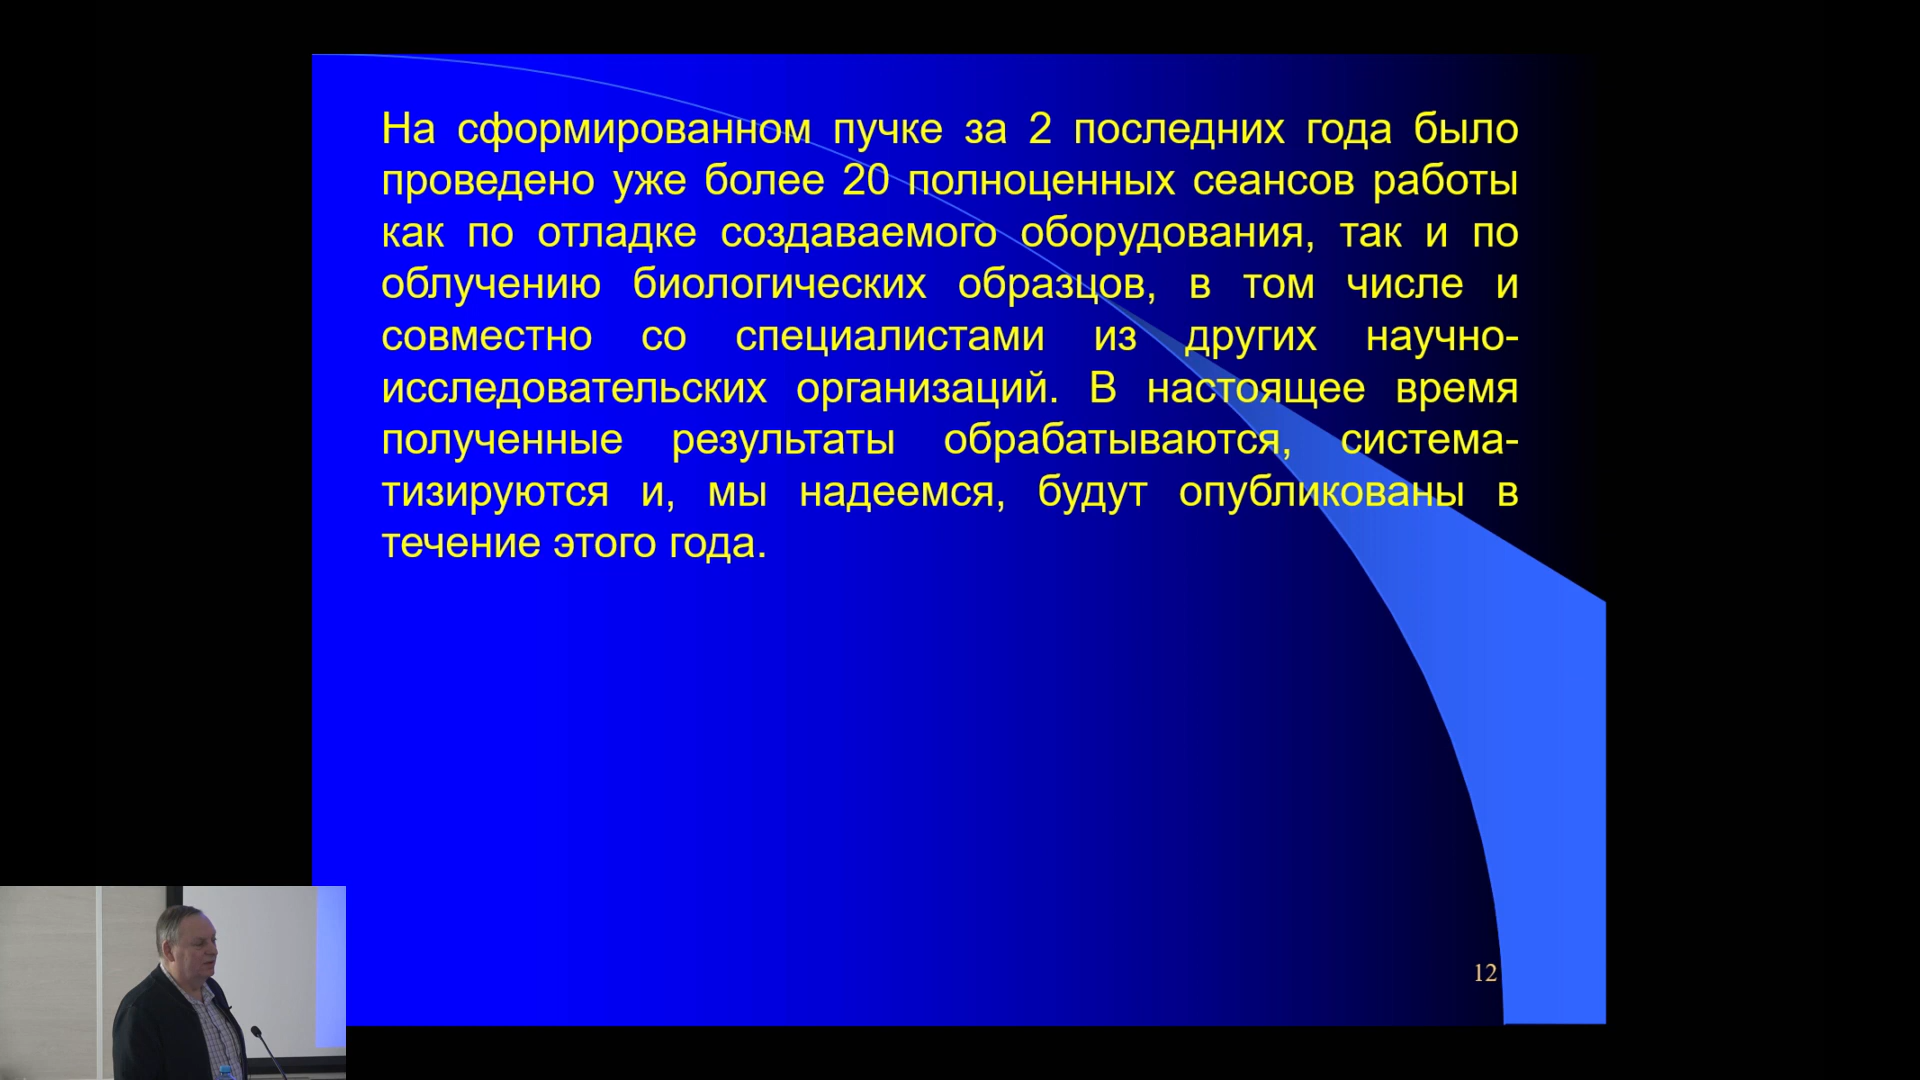 На сформированном пучке за 2 последних года было
проведено уже более 20 полноценных сеансов работы
как по отладке создаваемого оборудования, так и по
облучению биологических образцов, в том числе и
совместно со специалистами из других научно-
исследовательских организаций. В настоящее время
полученные результаты обрабатываются, система-
тизируются и, мы надеемся, будут опубликованы в
течение этого года.
12